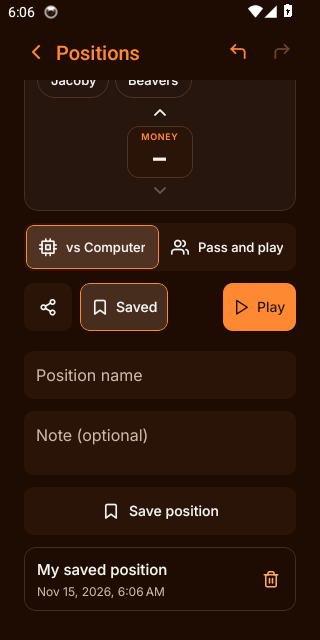 6:06
Positions
Jacoby Beavers
MONEY
–
vs Computer Pass and play
Saved Play
Position name
Note (optional)
Save position
My saved position
Nov 15, 2026, 6:06 AM